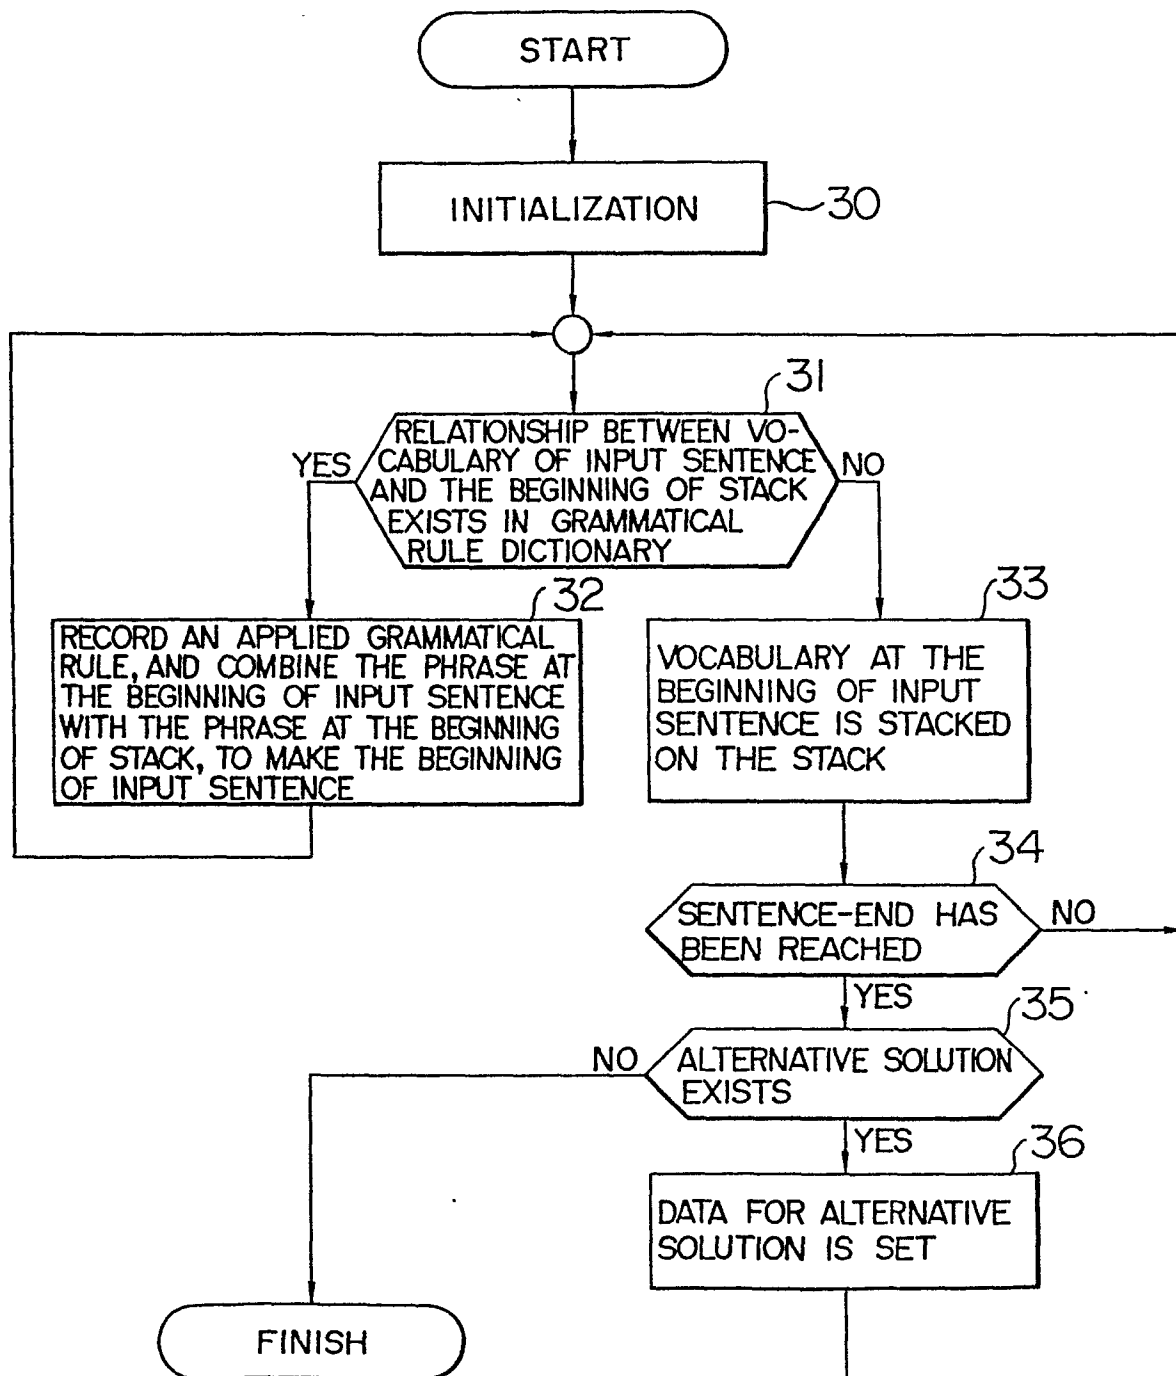 START
INITIALIZATION
30
31
RELATIONSHIP BETWEEN VO-
CABULARY OF INPUT SENTENCE
AND THE BEGINNING OF STACK
EXISTS IN GRAMMATICAL
RULE DICTIONARY
YES
NO
32
RECORD AN APPLIED GRAMMATICAL
RULE, AND COMBINE THE PHRASE AT
THE BEGINNING OF INPUT SENTENCE
WITH THE PHRASE AT THE BEGINNING
OF STACK, TO MAKE THE BEGINNING
OF INPUT SENTENCE
33
VOCABULARY AT THE
BEGINNING OF INPUT
SENTENCE IS STACKED
ON THE STACK
34
SENTENCE-END HAS
BEEN REACHED
NO
YES
35
NO
ALTERNATIVE SOLUTION
EXISTS
YES
36
DATA FOR ALTERNATIVE
SOLUTION IS SET
FINISH